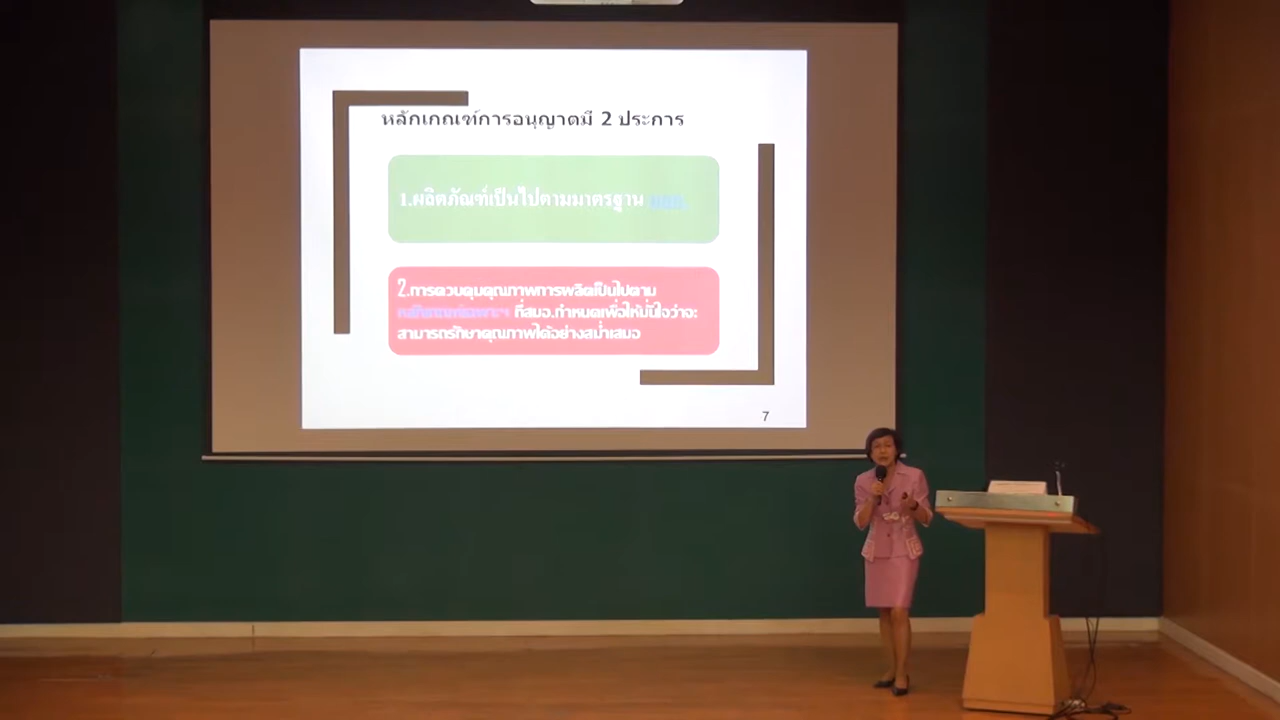 หลักเกณฑ์การอนุญาตมี 2 ประการ
1.ผลิตภัณฑ์เป็นไปตามมาตรฐาน
2.การควบคุมคุณภาพการผลิตเป็นไปตาม
ที่สมอ.กำหนดเพื่อให้มั่นใจว่าจะ
สามารถรักษาคุณภาพได้อย่างสม่ำเสมอ
7